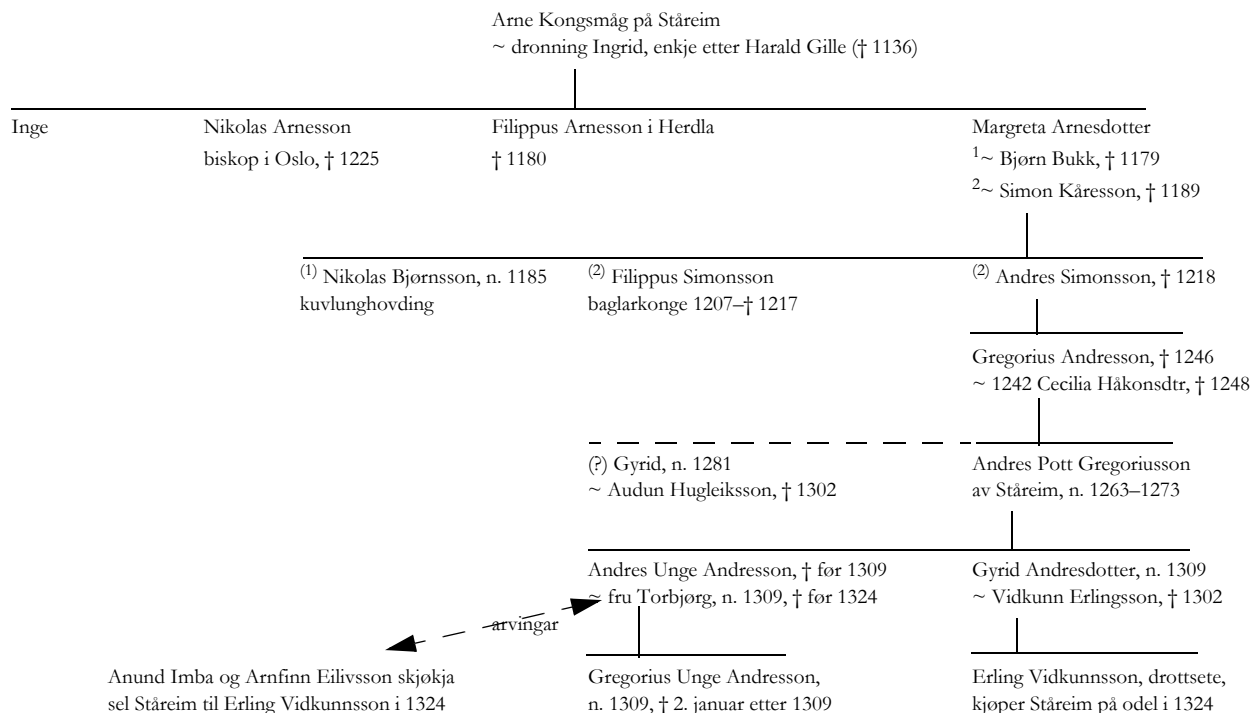 Arne Kongsmåg på Ståreim
~ dronning Ingrid, enkje etter Harald Gille († 1136)
Inge
Nikolas Arnesson
biskop i Oslo, † 1225
Filippus Arnesson i Herdla
† 1180
Margreta Arnesdotter
1~ Bjørn Bukk, † 1179
2~ Simon Kåresson, † 1189
(1) Nikolas Bjørnsson, n. 1185
kuvlunghovding
(2) Filippus Simonsson
baglarkonge 1207–† 1217
(2) Andres Simonsson, † 1218
Gregorius Andresson, † 1246
~ 1242 Cecilia Håkonsdtr, † 1248
(?) Gyrid, n. 1281
~ Audun Hugleiksson, † 1302
Andres Pott Gregoriusson
av Ståreim, n. 1263–1273
Andres Unge Andresson, † før 1309
~ fru Torbjørg, n. 1309, † før 1324
Gyrid Andresdotter, n. 1309
~ Vidkunn Erlingsson, † 1302
arvingar
Anund Imba og Arnfinn Eilivsson skjøkja
sel Ståreim til Erling Vidkunnsson i 1324
Gregorius Unge Andresson,
n. 1309, † 2. januar etter 1309
Erling Vidkunnsson, drottsete,
kjøper Ståreim på odel i 1324